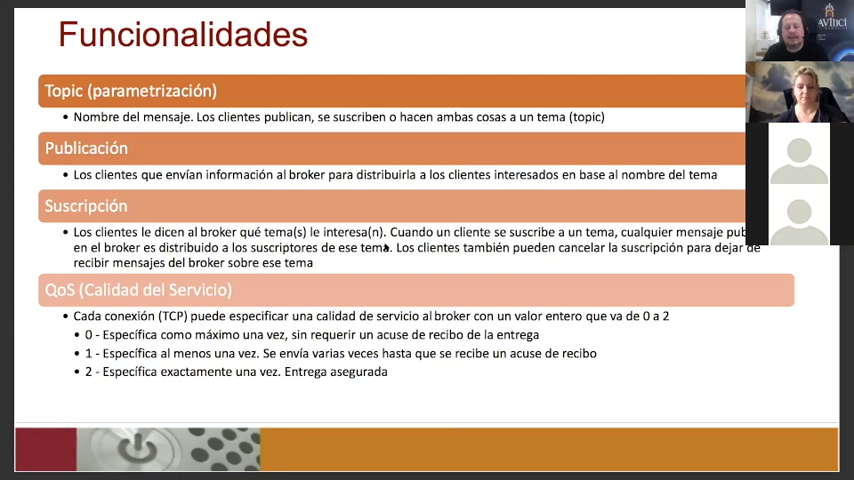 Funcionalidades
Topic (parametrización)
• Nombre del mensaje. Los clientes publican, se suscriben o hacen ambas cosas a un tema (topic)
Publicación
• Los clientes que envían información al broker para distribuirla a los clientes interesados en base al nombre del tema
Suscripción
• Los clientes le dicen al broker qué tema(s) le interesa(n). Cuando un cliente se suscribe a un tema, cualquier mensaje
en el broker es distribuido a los suscriptores de ese tema. Los clientes también pueden cancelar la suscripción para dejar de
recibir mensajes del broker sobre ese tema
QoS (Calidad del Servicio)
• Cada conexión (TCP) puede especificar una calidad de servicio al broker con un valor entero que va de 0 a 2
• 0 - Específica como máximo una vez, sin requerir un acuse de recibo de la entrega
• 1 - Específica al menos una vez. Se envía varias veces hasta que se recibe un acuse de recibo
• 2 - Específica exactamente una vez. Entrega asegurada